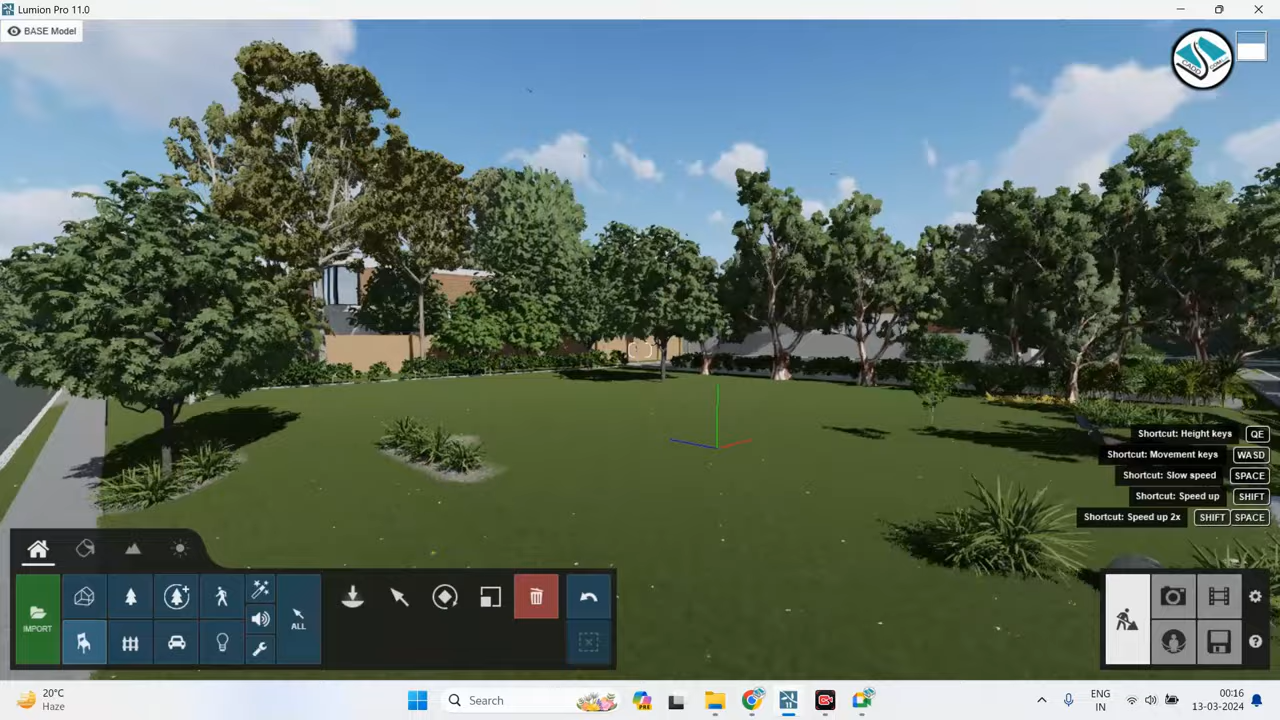 Lumion Pro 11.0
BASE Model
Shortcut: Height keys QE
Shortcut: Movement keys WASD
Shortcut: Slow speed SPACE
Shortcut: Speed up SHIFT
Shortcut: Speed up 2x SHIFT SPACE
IMPORT
ALL
20°C
Haze
Search
PRE
11
ENG
IN
00:16
13-03-2024